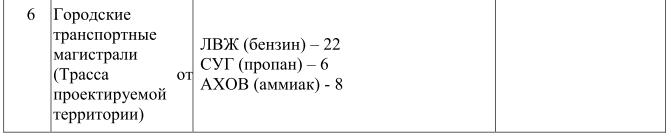 6
Городские
транспортные
магистрали
(Трасса от
проектируемой
территории)
ЛВЖ (бензин) – 22
СУГ (пропан) – 6
АХОВ (аммиак) - 8